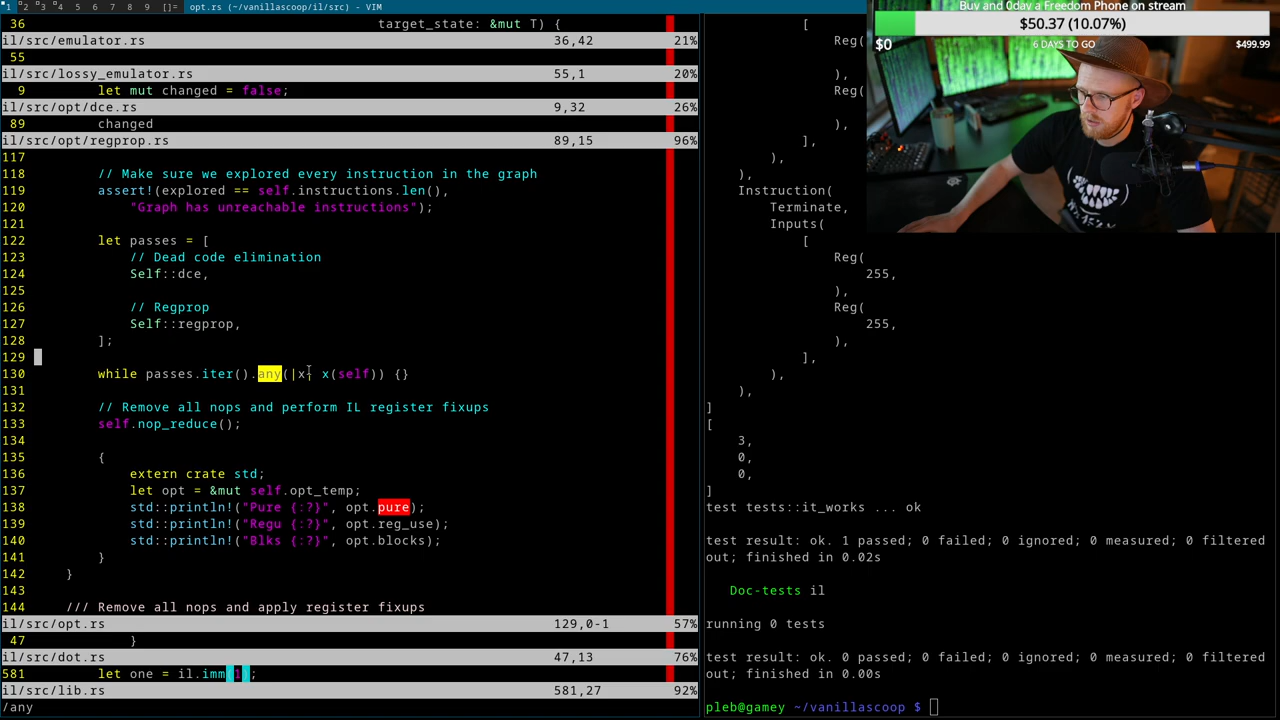 1 2 3 4 5 6 7 8 9 []= opt.rs (~/vanillascoop/il/src) - VIM
36 target_state: &mut T) {
il/src/emulator.rs 36,42 21%
55
il/src/lossy_emulator.rs 55,1 20%
9 let mut changed = false;
il/src/opt/dce.rs 9,32 26%
89 changed
il/src/opt/regprop.rs 89,15 96%
117
118 // Make sure we explored every instruction in the graph
119 assert!(explored == self.instructions.len(),
120 "Graph has unreachable instructions");
121
122 let passes = [
123 // Dead code elimination
124 Self::dce,
125
126 // Regprop
127 Self::regprop,
128 ];
129
130 while passes.iter().any(|x| x(self)) {}
131
132 // Remove all nops and perform IL register fixups
133 self.nop_reduce();
134
135 {
136 extern crate std;
137 let opt = &mut self.opt_temp;
138 std::println!("Pure {:?}", opt.pure);
139 std::println!("Regu {:?}", opt.reg_use);
140 std::println!("Blks {:?}", opt.blocks);
141 }
142 }
143
144 /// Remove all nops and apply register fixups
il/src/opt.rs 129,0-1 57%
47 }
il/src/dot.rs 47,13 76%
581 let one = il.imm(1);
il/src/lib.rs 581,27 92%
/any
[
Reg(
),
Reg(
),
],
),
),
Instruction(
Terminate,
Inputs(
[
Reg(
255,
),
Reg(
255,
),
],
),
),
]
[
3,
0,
0,
]
test tests::it_works ... ok
test result: ok. 1 passed; 0 failed; 0 ignored; 0 measured; 0 filtered
out; finished in 0.02s
Doc-tests il
running 0 tests
test result: ok. 0 passed; 0 failed; 0 ignored; 0 measured; 0 filtered
out; finished in 0.00s
pleb@gamey ~/vanillascoop $
Buy and 0day a Freedom Phone on stream
$50.37 (10.07%)
$0 6 DAYS TO GO $499.99